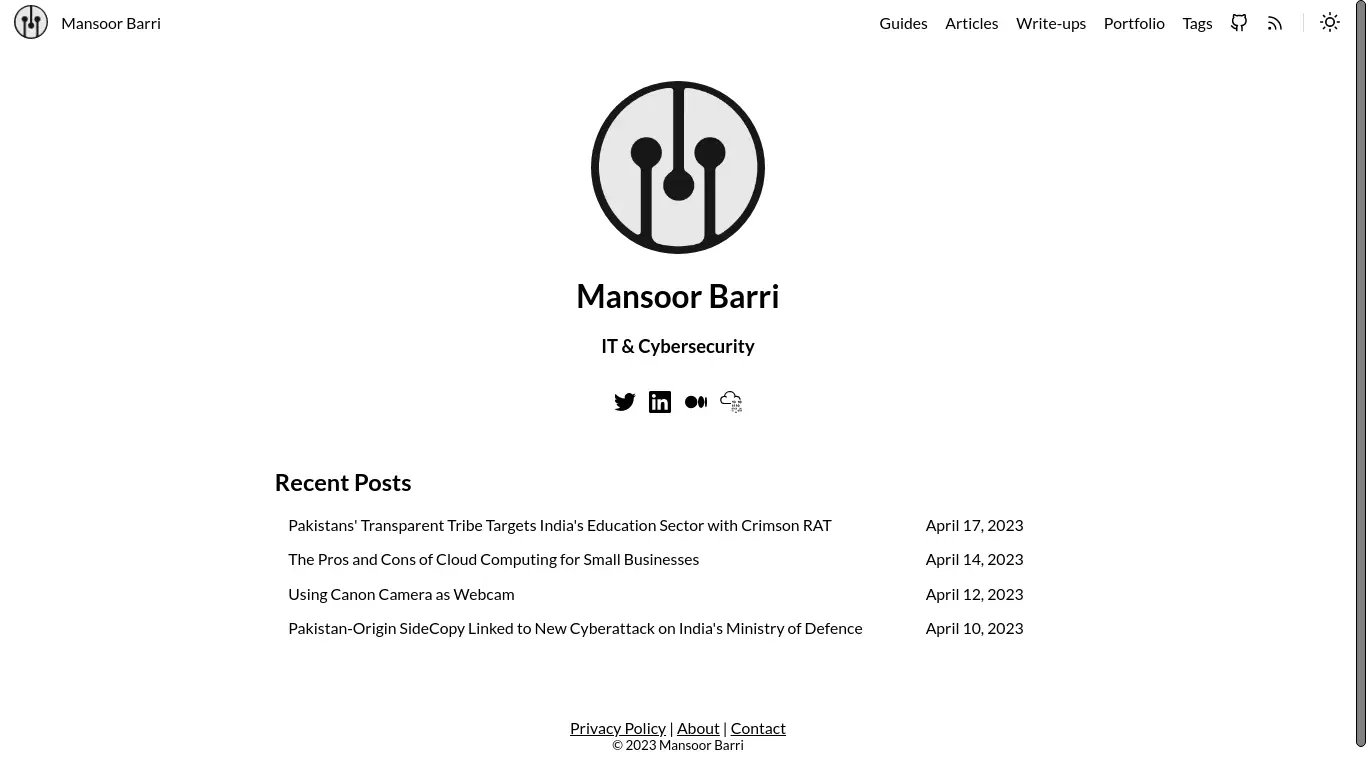 Mansoor Barri
Guides Articles Write-ups Portfolio Tags
Mansoor Barri
IT & Cybersecurity
Recent Posts
Pakistans' Transparent Tribe Targets India's Education Sector with Crimson RAT April 17, 2023
The Pros and Cons of Cloud Computing for Small Businesses April 14, 2023
Using Canon Camera as Webcam April 12, 2023
Pakistan-Origin SideCopy Linked to New Cyberattack on India's Ministry of Defence April 10, 2023
Privacy Policy | About | Contact
© 2023 Mansoor Barri